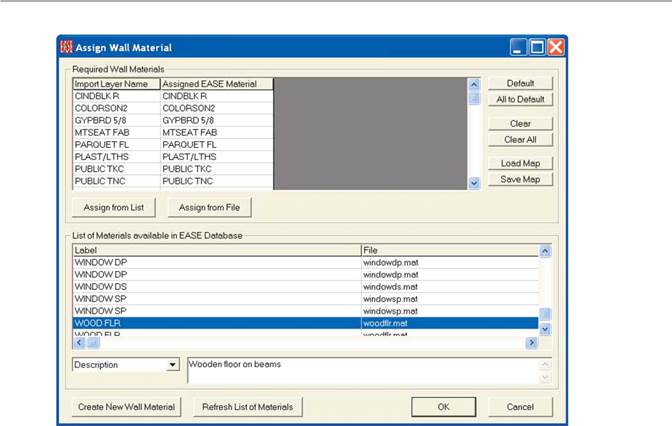 EASE Assign Wall Material
Required Wall Materials
Import Layer Name Assigned EASE Material
CINDBLK R CINDBLK R
COLORSON2 COLORSON2
GYPBRD 5/8 GYPBRD 5/8
MTSEAT FAB MTSEAT FAB
PARQUET FL PARQUET FL
PLAST/LTHS PLAST/LTHS
PUBLIC TKC PUBLIC TKC
PUBLIC TNC PUBLIC TNC
Default
All to Default
Clear
Clear All
Load Map
Save Map
Assign from List Assign from File
List of Materials available in EASE Database
Label File
WINDOW DP windowdp.mat
WINDOW DP windowdp.mat
WINDOW DS windowds.mat
WINDOW SP windowsp.mat
WINDOW SP windowsp.mat
WOOD FLR woodflr.mat
WOOD FLR woodflr.mat
Description Wooden floor on beams
Create New Wall Material Refresh List of Materials OK Cancel